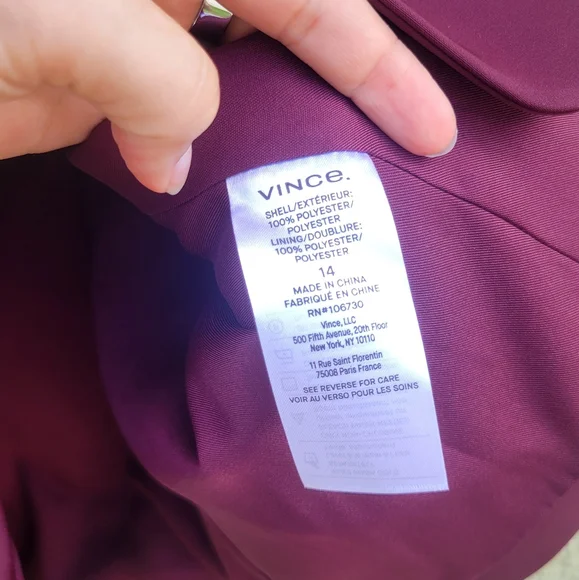 VINCE.
SHELL/EXTÉRIEUR:
100% POLYESTER/
POLYESTER
LINING/DOUBLURE:
100% POLYESTER/
POLYESTER
14
MADE IN CHINA
FABRIQUÉ EN CHINE
RN#106730
Vince, LLC
500 Fifth Avenue, 20th Floor
New York, NY 10110
11 Rue Saint Florentin
75008 Paris France
SEE REVERSE FOR CARE
VOIR AU VERSO POUR LES SOINS